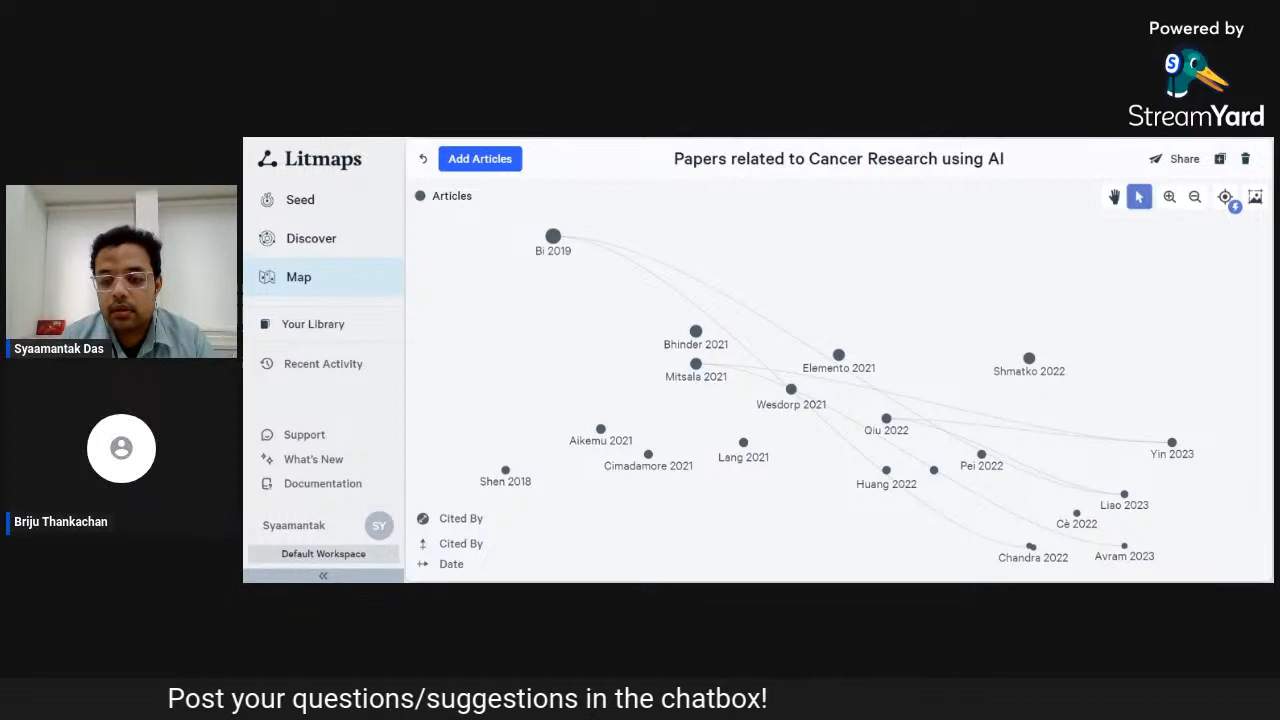 Powered by
StreamYard
Litmaps
Seed
Discover
Map
Your Library
Recent Activity
Support
What's New
Documentation
Syaamantak
SY
Default Workspace
Add Articles
Papers related to Cancer Research using AI
Share
Articles
Bi 2019
Bhinder 2021
Mitsala 2021
Elemento 2021
Shmatko 2022
Wesdorp 2021
Qiu 2022
Aikemu 2021
Cimadamore 2021
Lang 2021
Yin 2023
Pei 2022
Shen 2018
Huang 2022
Liao 2023
Cè 2022
Chandra 2022
Avram 2023
Cited By
Cited By
Date
Syaamantak Das
Briju Thankachan
Post your questions/suggestions in the chatbox!